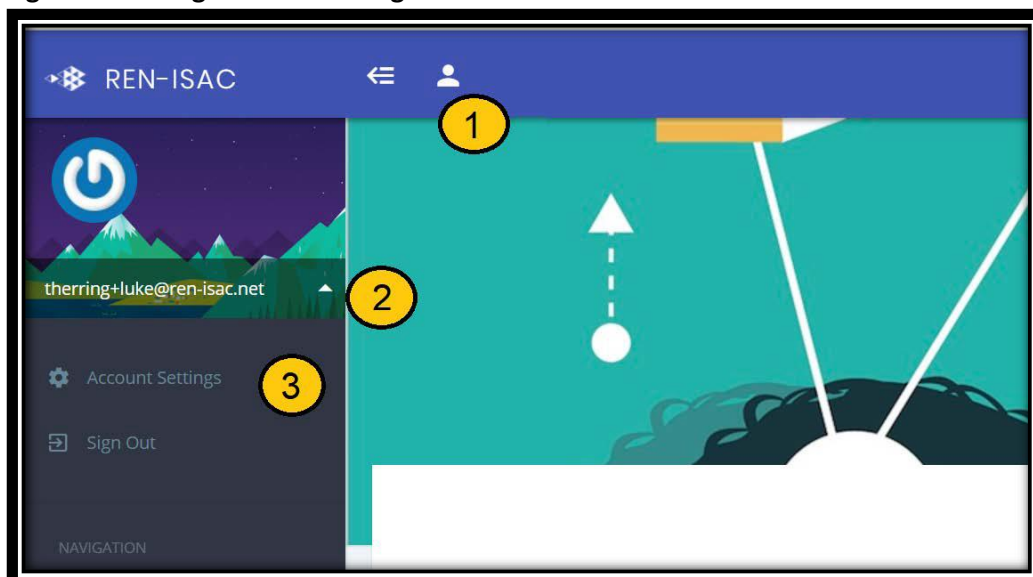 REN-ISAC
1
therring+luke@ren-isac.net
2
Account Settings
3
Sign Out
NAVIGATION